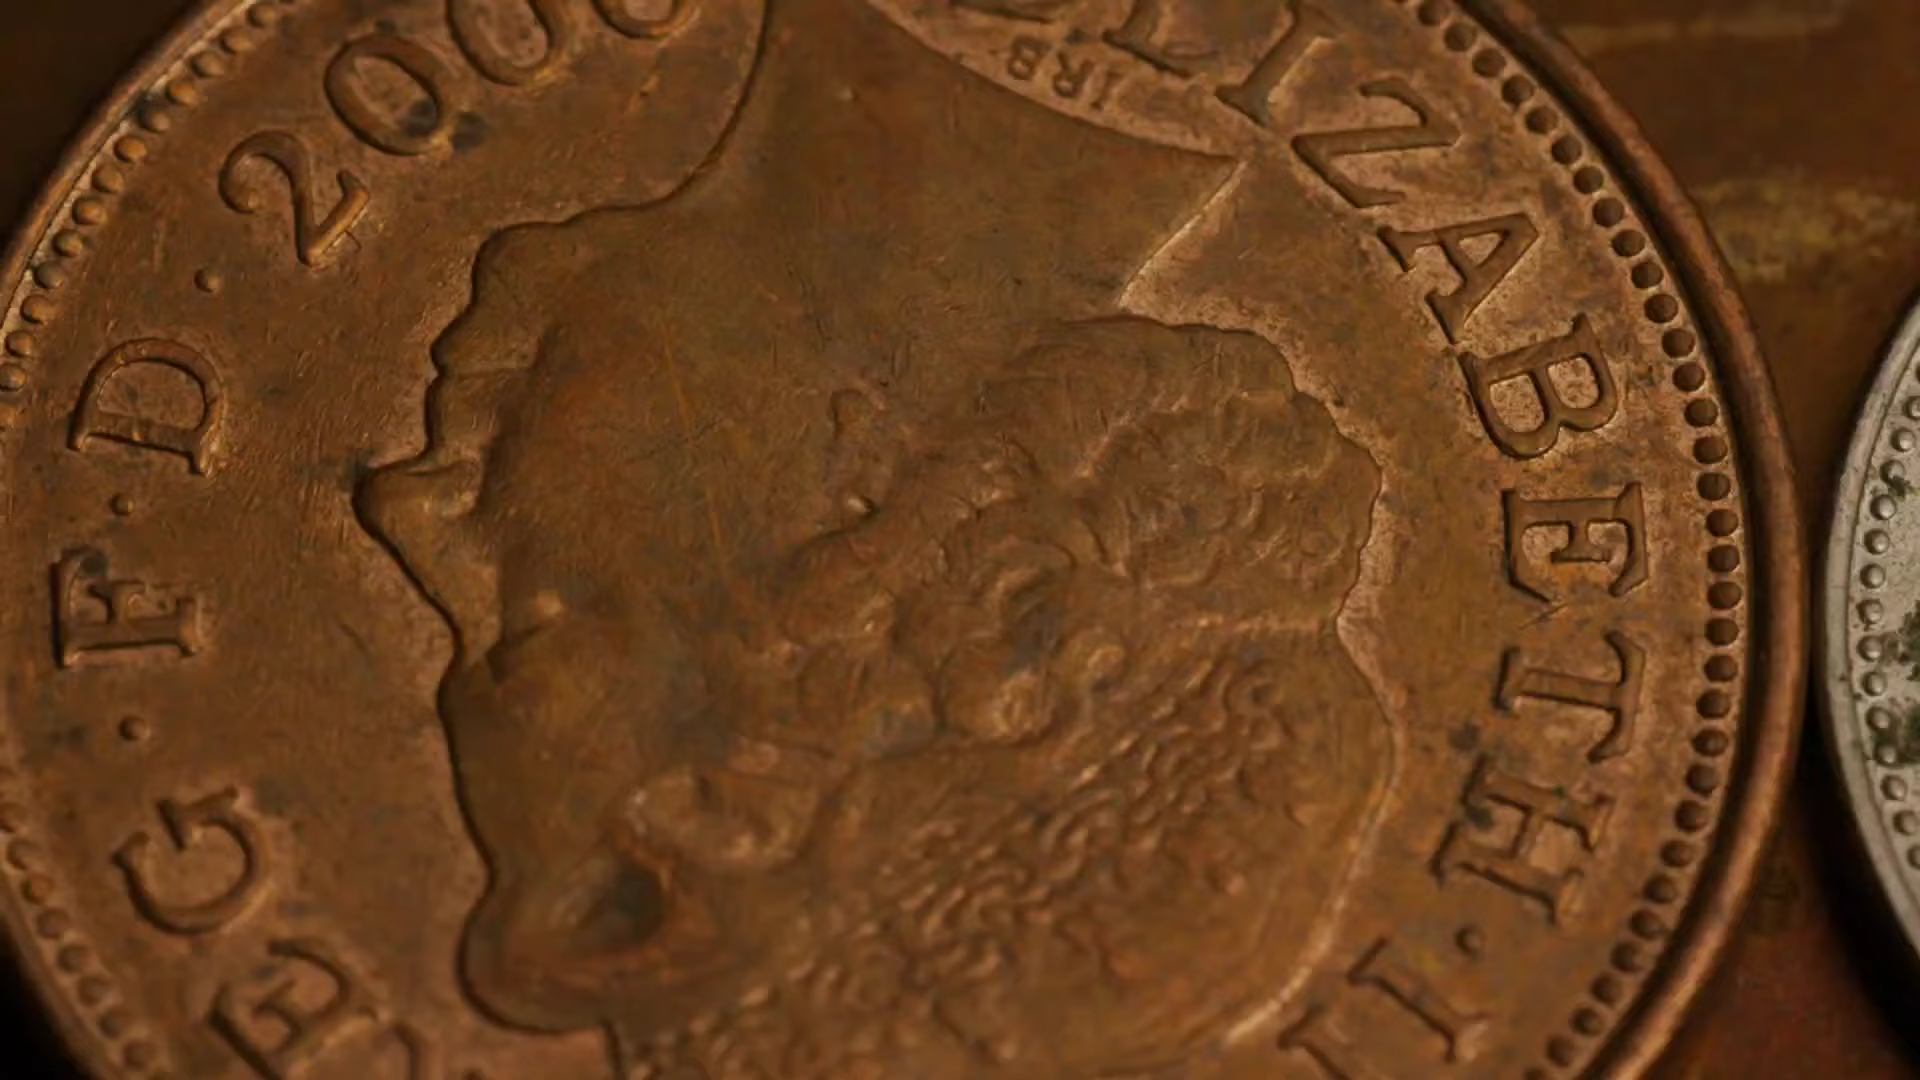 ELIZABETH · II
REG · F · D · 200
IRB